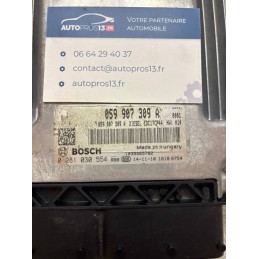 AUTOPROS13.FR
VOTRE PARTENAIRE
AUTOMOBILE
06 64 29 40 37
contact@autopros13.fr
autopros13.fr
059 907 309 A
BOSCH
Made in Hungary
0 281 030 554